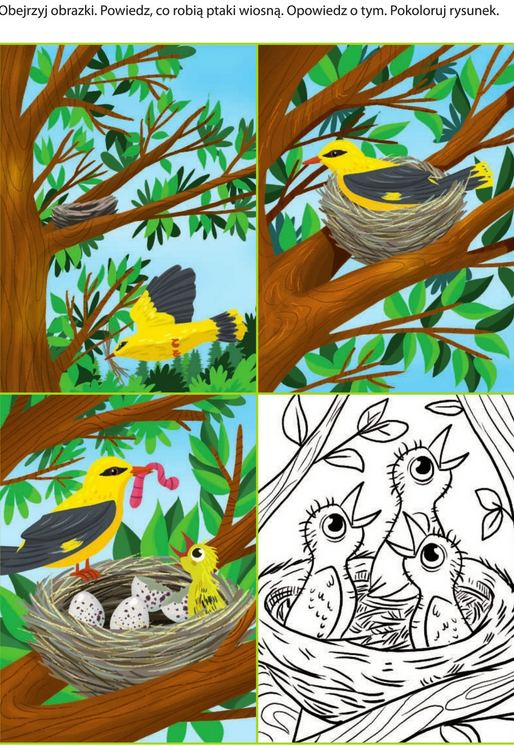 Obejrzyj obrazki. Powiedz, co robią ptaki wiosną. Opowiedz o tym. Pokoloruj rysunek.